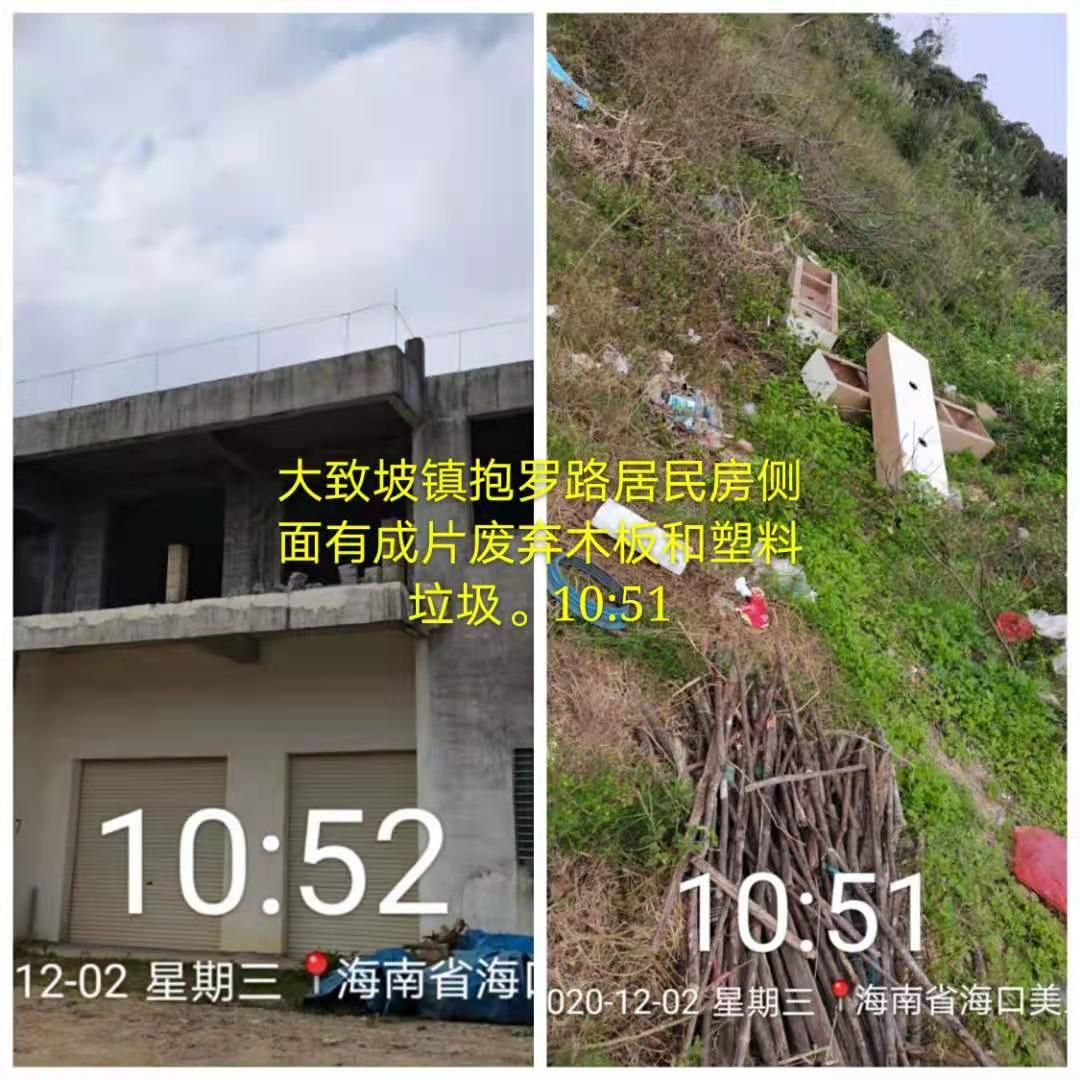 大致坡镇抱罗路居民房侧
面有成片废弃木板和塑料
垃圾。10:51
10:52
12-02 星期三 海南省海口
10:51
020-12-02 星期三 海南省海口美